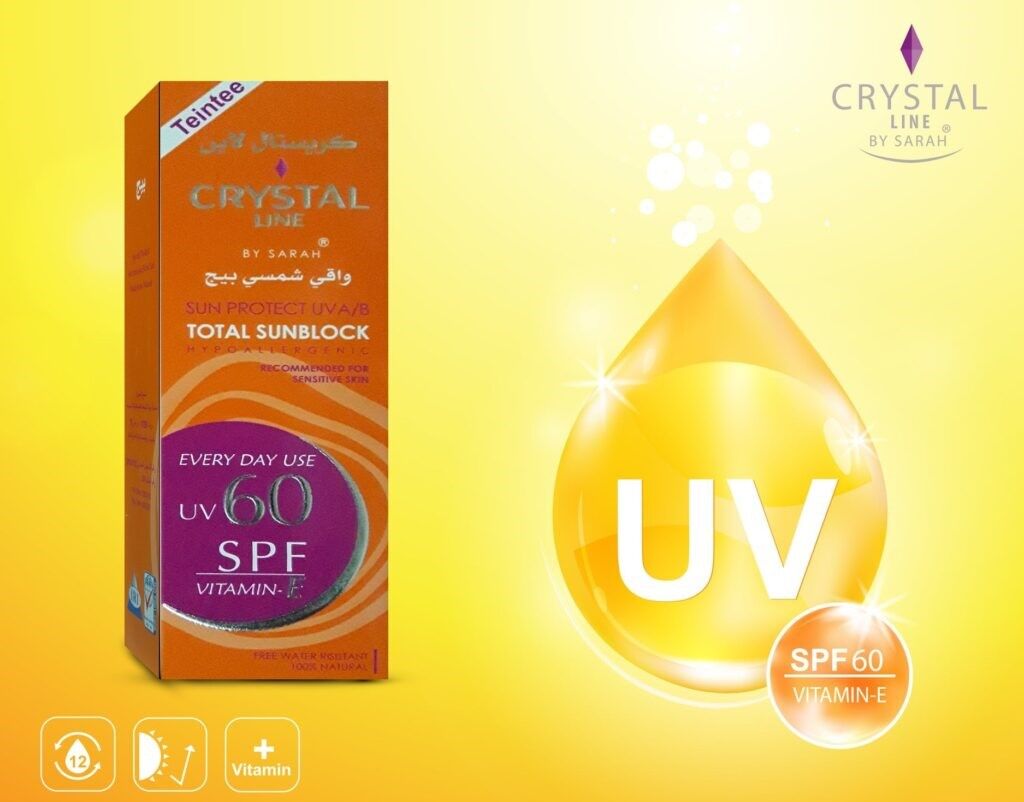 Teintee
كريستال لاين
CRYSTAL
LINE
BY SARAH®
واقي شمسي بيج
SUN PROTECT UVA/B
TOTAL SUNBLOCK
HYPOALLERGENIC
RECOMMENDED FOR
SENSITIVE SKIN
EVERY DAY USE
UV 60
SPF
VITAMIN-E
FREE WATER RISISTANT
100% NATURAL
بيج
CRYSTAL
LINE
BY SARAH®
UV
SPF 60
VITAMIN-E
12
+
Vitamin